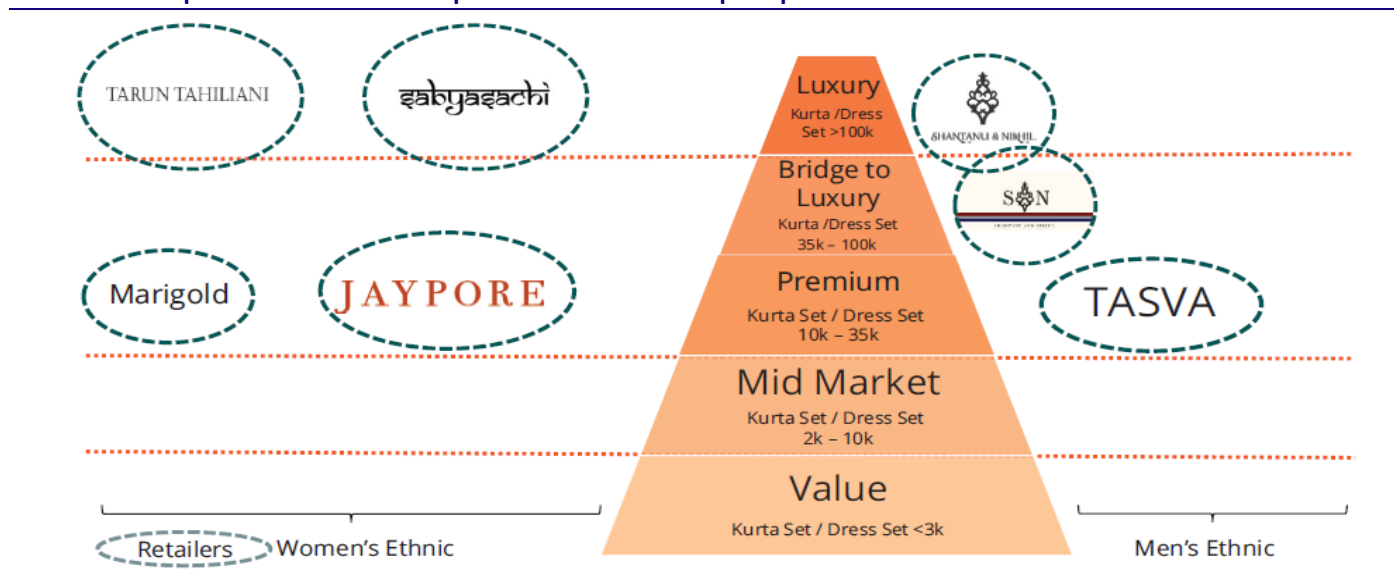 TARUN TAHILIANI
sabyasachi
Luxury
Kurta /Dress
Set >100k
SHANTANU & NIKHIL
Bridge to
Luxury
Kurta /Dress Set
35k – 100k
S N
Marigold
JAYPORE
Premium
Kurta Set / Dress Set
10k – 35k
TASVA
Mid Market
Kurta Set / Dress Set
2k – 10k
Value
Kurta Set / Dress Set <3k
Retailers
Women's Ethnic
Men's Ethnic